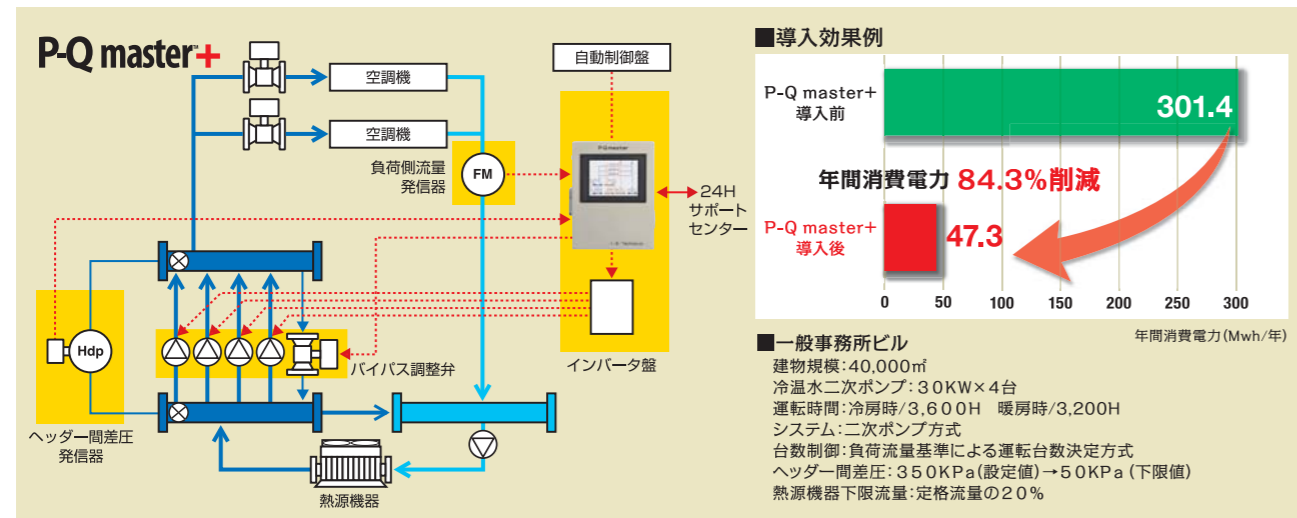 P-Q master™+
自動制御盤
空調機
空調機
負荷側流量
発信器
FM
P-Qmaster
24H
サポート
センター
Hdp
バイパス調整弁
インバータ盤
ヘッダー間差圧
発信器
熱源機器
■導入効果例
P-Q master+
導入前
301.4
年間消費電力 84.3%削減
P-Q master+
導入後
47.3
0 50 100 150 200 250 300
年間消費電力(Mwh/年)
■一般事務所ビル
建物規模:40,000㎡
冷温水二次ポンプ:30KW×4台
運転時間:冷房時/3,600H 暖房時/3,200H
システム:二次ポンプ方式
台数制御:負荷流量基準による運転台数決定方式
ヘッダー間差圧:350KPa(設定値)→50KPa(下限値)
熱源機器下限流量:定格流量の20%